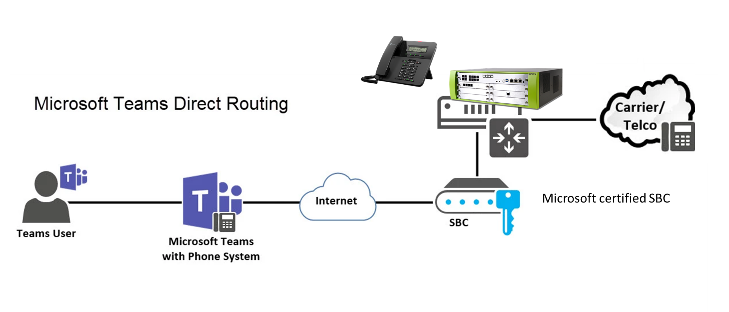 Microsoft Teams Direct Routing
Carrier/
Telco
Internet
Microsoft certified SBC
SBC
Teams User
Microsoft Teams
with Phone System
T
T